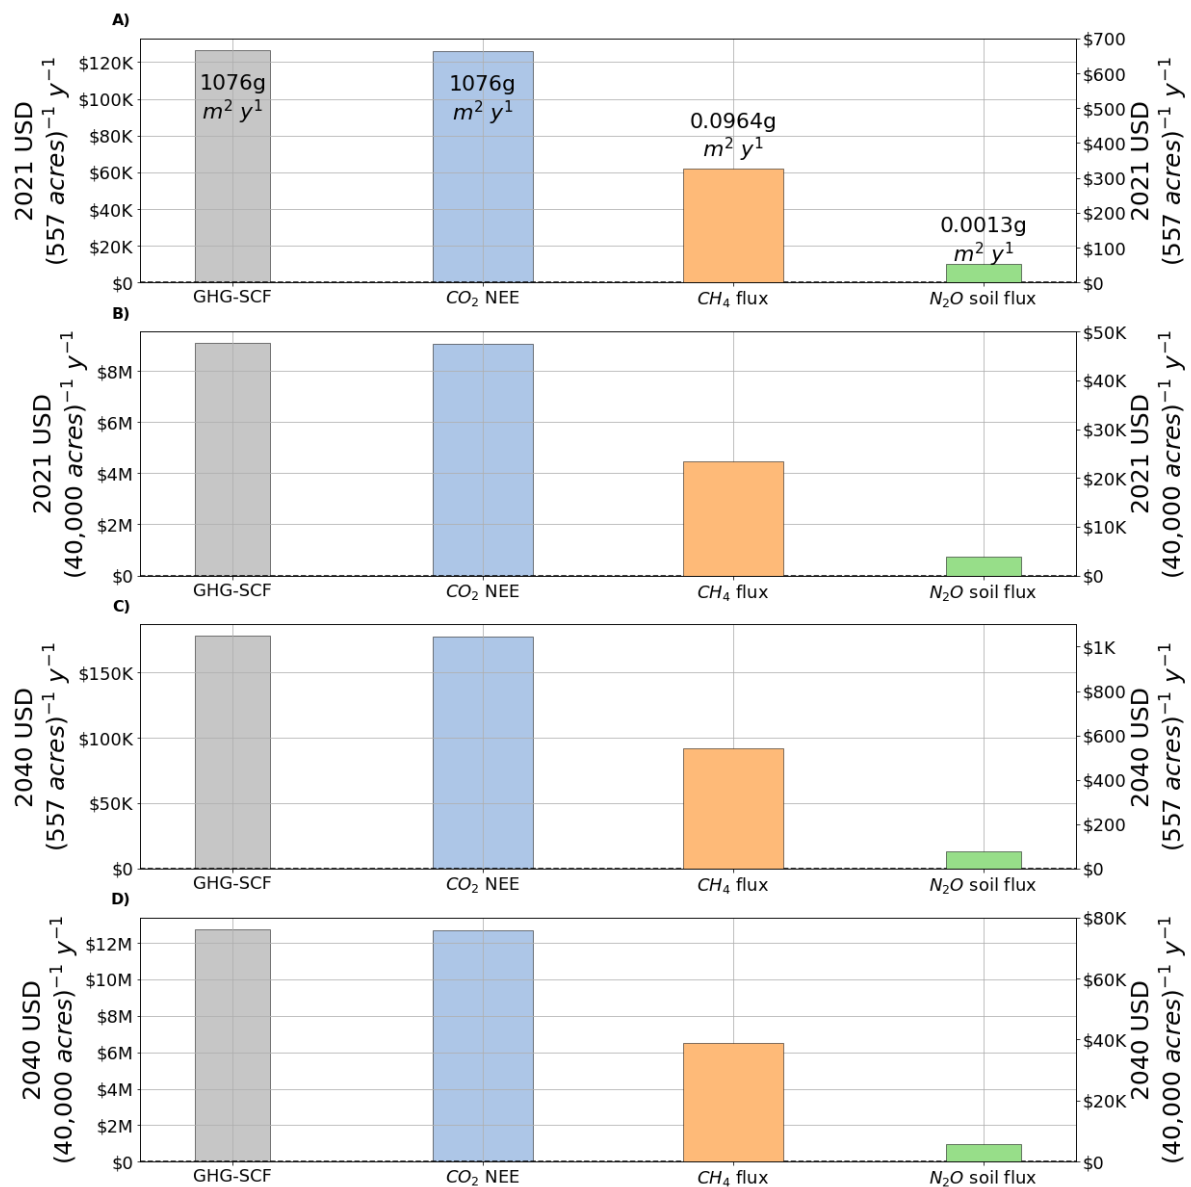 A)
2021 USD
(557 acres)⁻¹ y⁻¹
$120K
$100K
$80K
$60K
$40K
$20K
$0
1076g
m² y¹
1076g
m² y¹
0.0964g
m² y¹
0.0013g
m² y¹
$700
$600
$500
$400
$300
$200
$100
$0
2021 USD
(557 acres)⁻¹ y⁻¹
GHG-SCF
CO₂ NEE
CH₄ flux
N₂O soil flux
B)
2021 USD
(40,000 acres)⁻¹ y⁻¹
$8M
$6M
$4M
$2M
$0
$50K
$40K
$30K
$20K
$10K
$0
2021 USD
(40,000 acres)⁻¹ y⁻¹
GHG-SCF
CO₂ NEE
CH₄ flux
N₂O soil flux
C)
2040 USD
(557 acres)⁻¹ y⁻¹
$150K
$100K
$50K
$0
$1K
$800
$600
$400
$200
$0
2040 USD
(557 acres)⁻¹ y⁻¹
GHG-SCF
CO₂ NEE
CH₄ flux
N₂O soil flux
D)
2040 USD
(40,000 acres)⁻¹ y⁻¹
$12M
$10M
$8M
$6M
$4M
$2M
$0
$80K
$60K
$40K
$20K
$0
2040 USD
(40,000 acres)⁻¹ y⁻¹
GHG-SCF
CO₂ NEE
CH₄ flux
N₂O soil flux